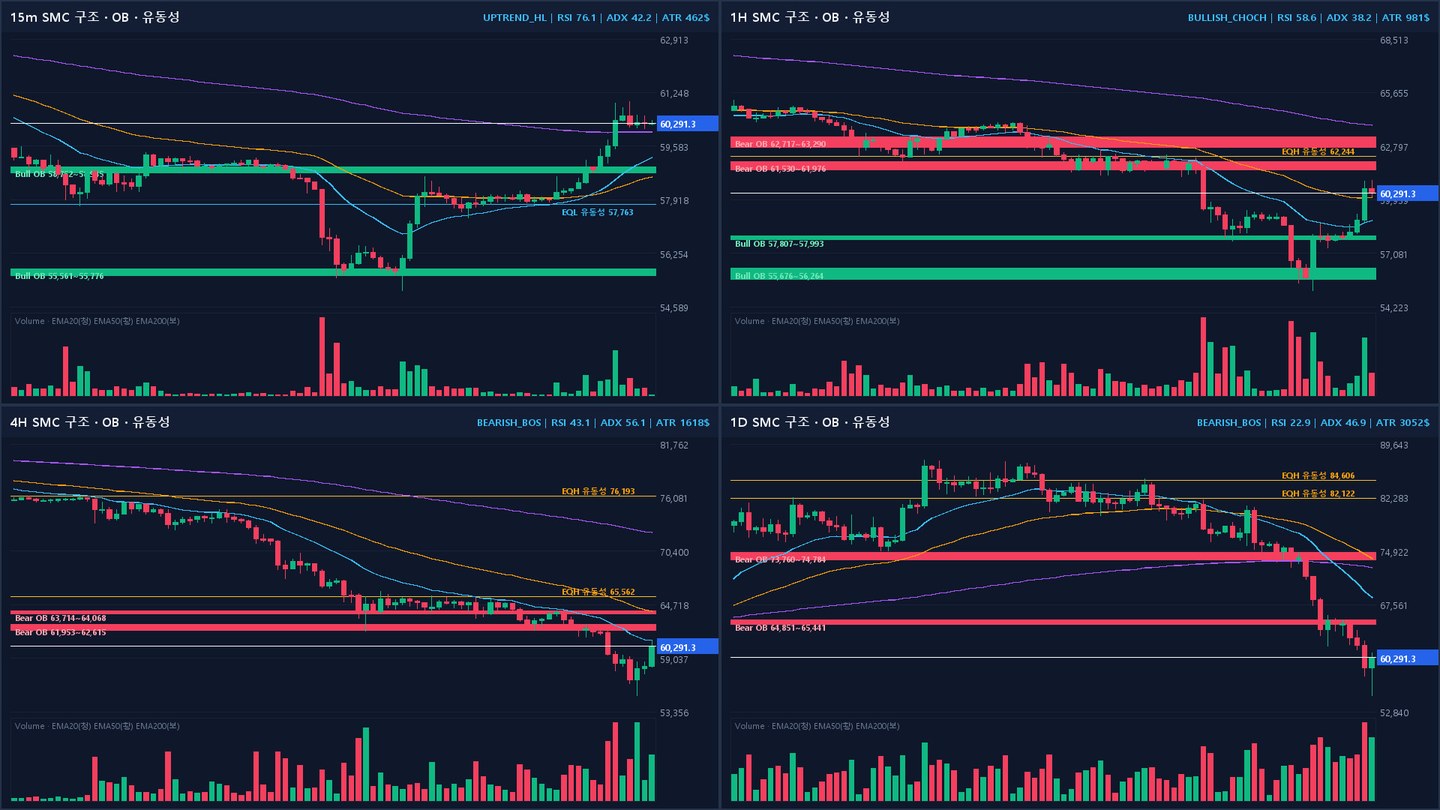 15m SMC 구조 · OB · 유동성
UPTREND_HL | RSI 76.1 | ADX 42.2 | ATR 462$
62,913
61,248
60,291.3
59,583
Bull OB
57,918
EQL 유동성 57,763
56,254
Bull OB 55,561~55,776
54,589
Volume · EMA20(청) EMA50(황) EMA200(보)
1H SMC 구조 · OB · 유동성
BULLISH_CHOCH | RSI 58.6 | ADX 38.2 | ATR 981$
68,513
65,655
Bear OB 62,717~63,290
62,797
EQH 유동성 62,244
Bear OB 61,530~61,976
60,291.3
59,939
Bull OB 57,807~57,993
57,081
Bull OB 55,676~56,264
54,223
Volume · EMA20(청) EMA50(황) EMA200(보)
4H SMC 구조 · OB · 유동성
BEARISH_BOS | RSI 43.1 | ADX 56.1 | ATR 1618$
81,762
EQH 유동성 76,193
76,081
70,400
EQH 유동성 65,562
64,718
Bear OB 63,714~64,068
Bear OB 61,953~62,615
60,291.3
59,037
53,356
Volume · EMA20(청) EMA50(황) EMA200(보)
1D SMC 구조 · OB · 유동성
BEARISH_BOS | RSI 22.9 | ADX 46.9 | ATR 3052$
89,643
EQH 유동성 84,606
EQH 유동성 82,122
82,283
74,922
Bear OB 73,760~74,784
67,561
Bear OB 64,851~65,441
60,291.3
52,840
Volume · EMA20(청) EMA50(황) EMA200(보)